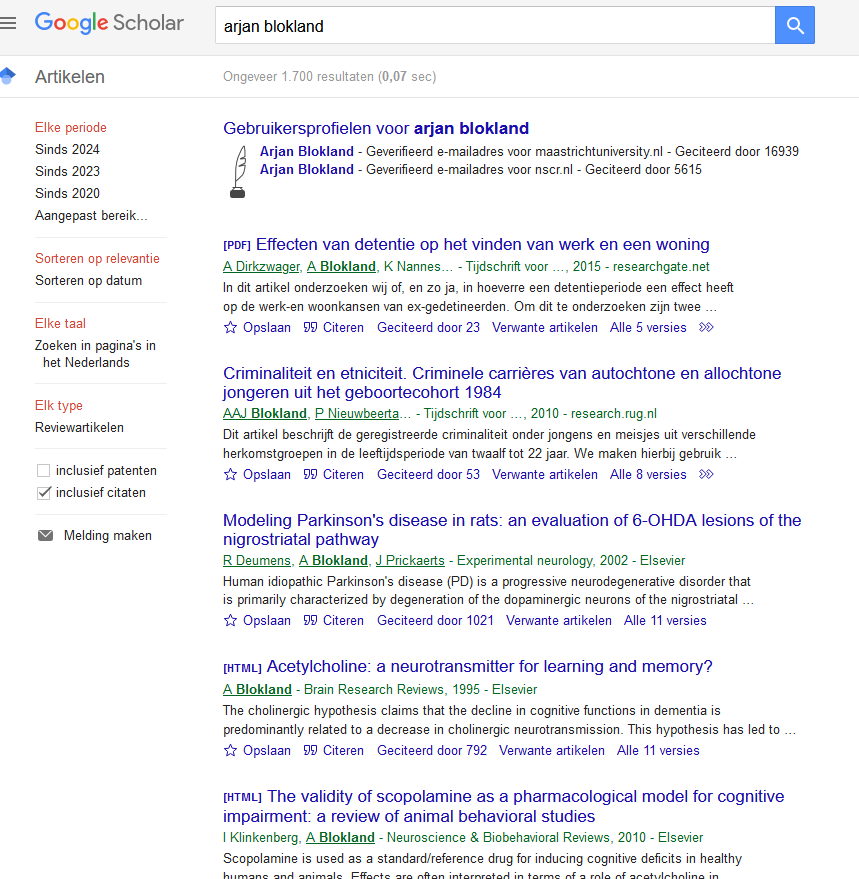 Google Scholar
arjan blokland
Artikelen
Ongeveer 1.700 resultaten (0,07 sec)
Elke periode
Sinds 2024
Sinds 2023
Sinds 2020
Aangepast bereik...
Sorteren op relevantie
Sorteren op datum
Elke taal
Zoeken in pagina's in
het Nederlands
Elk type
Reviewartikelen
inclusief patenten
inclusief citaten
Melding maken
Gebruikersprofielen voor arjan blokland
Arjan Blokland - Geverifieerd e-mailadres voor maastrichtuniversity.nl - Geciteerd door 16939
Arjan Blokland - Geverifieerd e-mailadres voor nscr.nl - Geciteerd door 5615
[PDF] Effecten van detentie op het vinden van werk en een woning
A Dirkzwager, A Blokland, K Nannes… - Tijdschrift voor …, 2015 - researchgate.net
In dit artikel onderzoeken wij of, en zo ja, in hoeverre een detentieperiode een effect heeft
op de werk-en woonkansen van ex-gedetineerden. Om dit te onderzoeken zijn twee …
Opslaan Citeren Geciteerd door 23 Verwante artikelen Alle 5 versies
Criminaliteit en etniciteit. Criminele carrières van autochtone en allochtone
jongeren uit het geboortecohort 1984
AAJ Blokland, P Nieuwbeerta… - Tijdschrift voor …, 2010 - research.rug.nl
Dit artikel beschrijft de geregistreerde criminaliteit onder jongens en meisjes uit verschillende
herkomstgroepen in de leeftijdsperiode van twaalf tot 22 jaar. We maken hierbij gebruik …
Opslaan Citeren Geciteerd door 53 Verwante artikelen Alle 8 versies
Modeling Parkinson's disease in rats: an evaluation of 6-OHDA lesions of the
nigrostriatal pathway
R Deumens, A Blokland, J Prickaerts - Experimental neurology, 2002 - Elsevier
Human idiopathic Parkinson's disease (PD) is a progressive neurodegenerative disorder that
is primarily characterized by degeneration of the dopaminergic neurons of the nigrostriatal …
Opslaan Citeren Geciteerd door 1021 Verwante artikelen Alle 11 versies
[HTML] Acetylcholine: a neurotransmitter for learning and memory?
A Blokland - Brain Research Reviews, 1995 - Elsevier
The cholinergic hypothesis claims that the decline in cognitive functions in dementia is
predominantly related to a decrease in cholinergic neurotransmission. This hypothesis has led to …
Opslaan Citeren Geciteerd door 792 Verwante artikelen Alle 11 versies
[HTML] The validity of scopolamine as a pharmacological model for cognitive
impairment: a review of animal behavioral studies
I Klinkenberg, A Blokland - Neuroscience & Biobehavioral Reviews, 2010 - Elsevier
Scopolamine is used as a standard/reference drug for inducing cognitive deficits in healthy
humans and animals. Effects are often interpreted in terms of a role of acetylcholine in